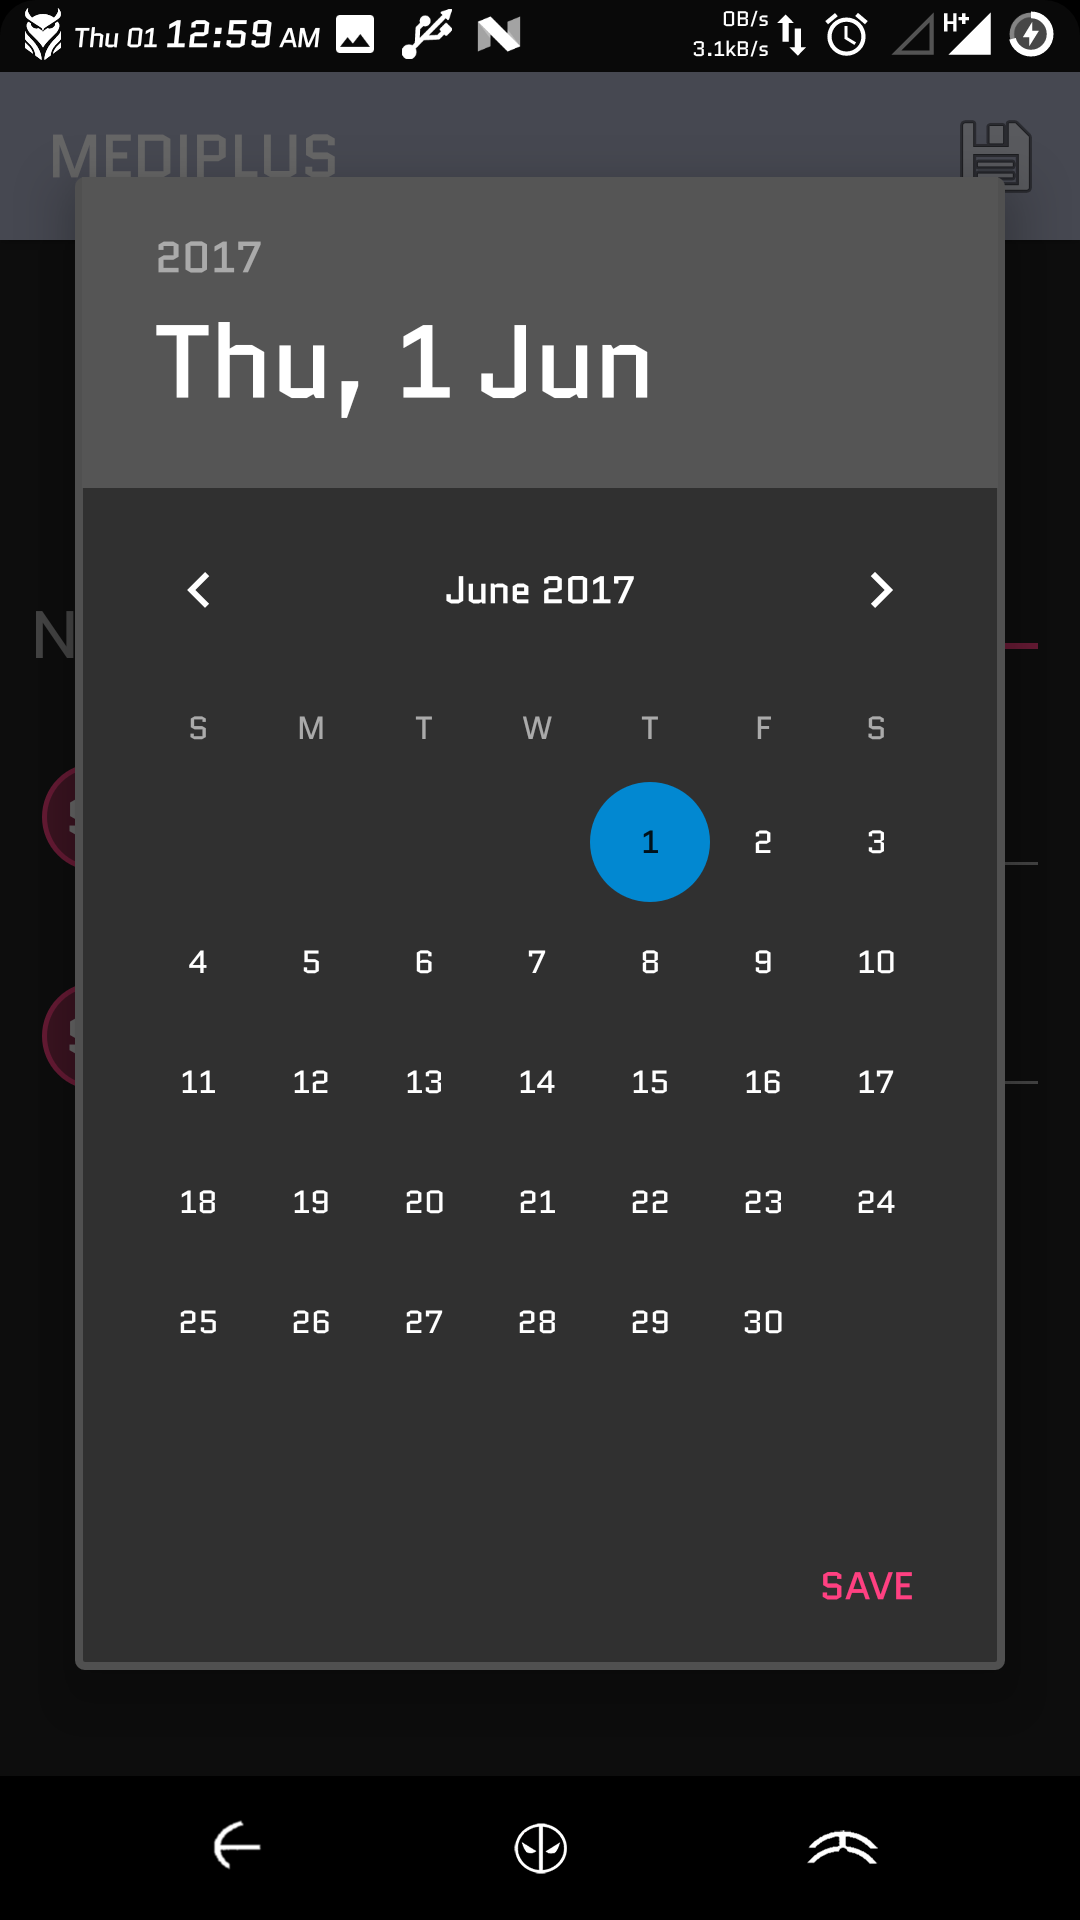 Thu 01 12:59 AM
0B/s
3.1kB/s
H+
MEDIPLUS
2017
Thu, 1 Jun
June 2017
S M T W T F S
1 2 3
4 5 6 7 8 9 10
11 12 13 14 15 16 17
18 19 20 21 22 23 24
25 26 27 28 29 30
SAVE